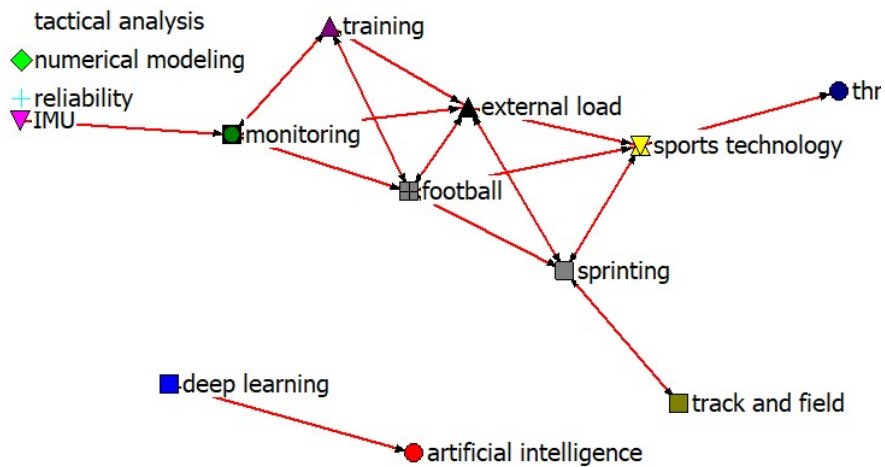 tactical analysis
training
numerical modeling
reliability
external load
thr
IMU
monitoring
sports technology
football
sprinting
deep learning
track and field
artificial intelligence